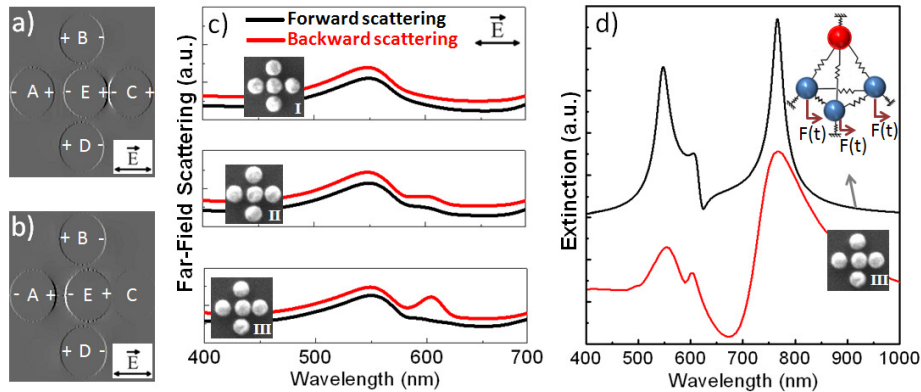 a)
+ B -
- A + - E + - C +
+ D -
E
b)
+ B -
- A + - E + C
+ D -
E
c)
Far-Field Scattering (a.u.)
Forward scattering
Backward scattering
E
I
II
III
400 500 600 700
Wavelength (nm)
d)
Extinction (a.u.)
F(t) F(t) F(t)
III
400 500 600 700 800 900 1000
Wavelength (nm)